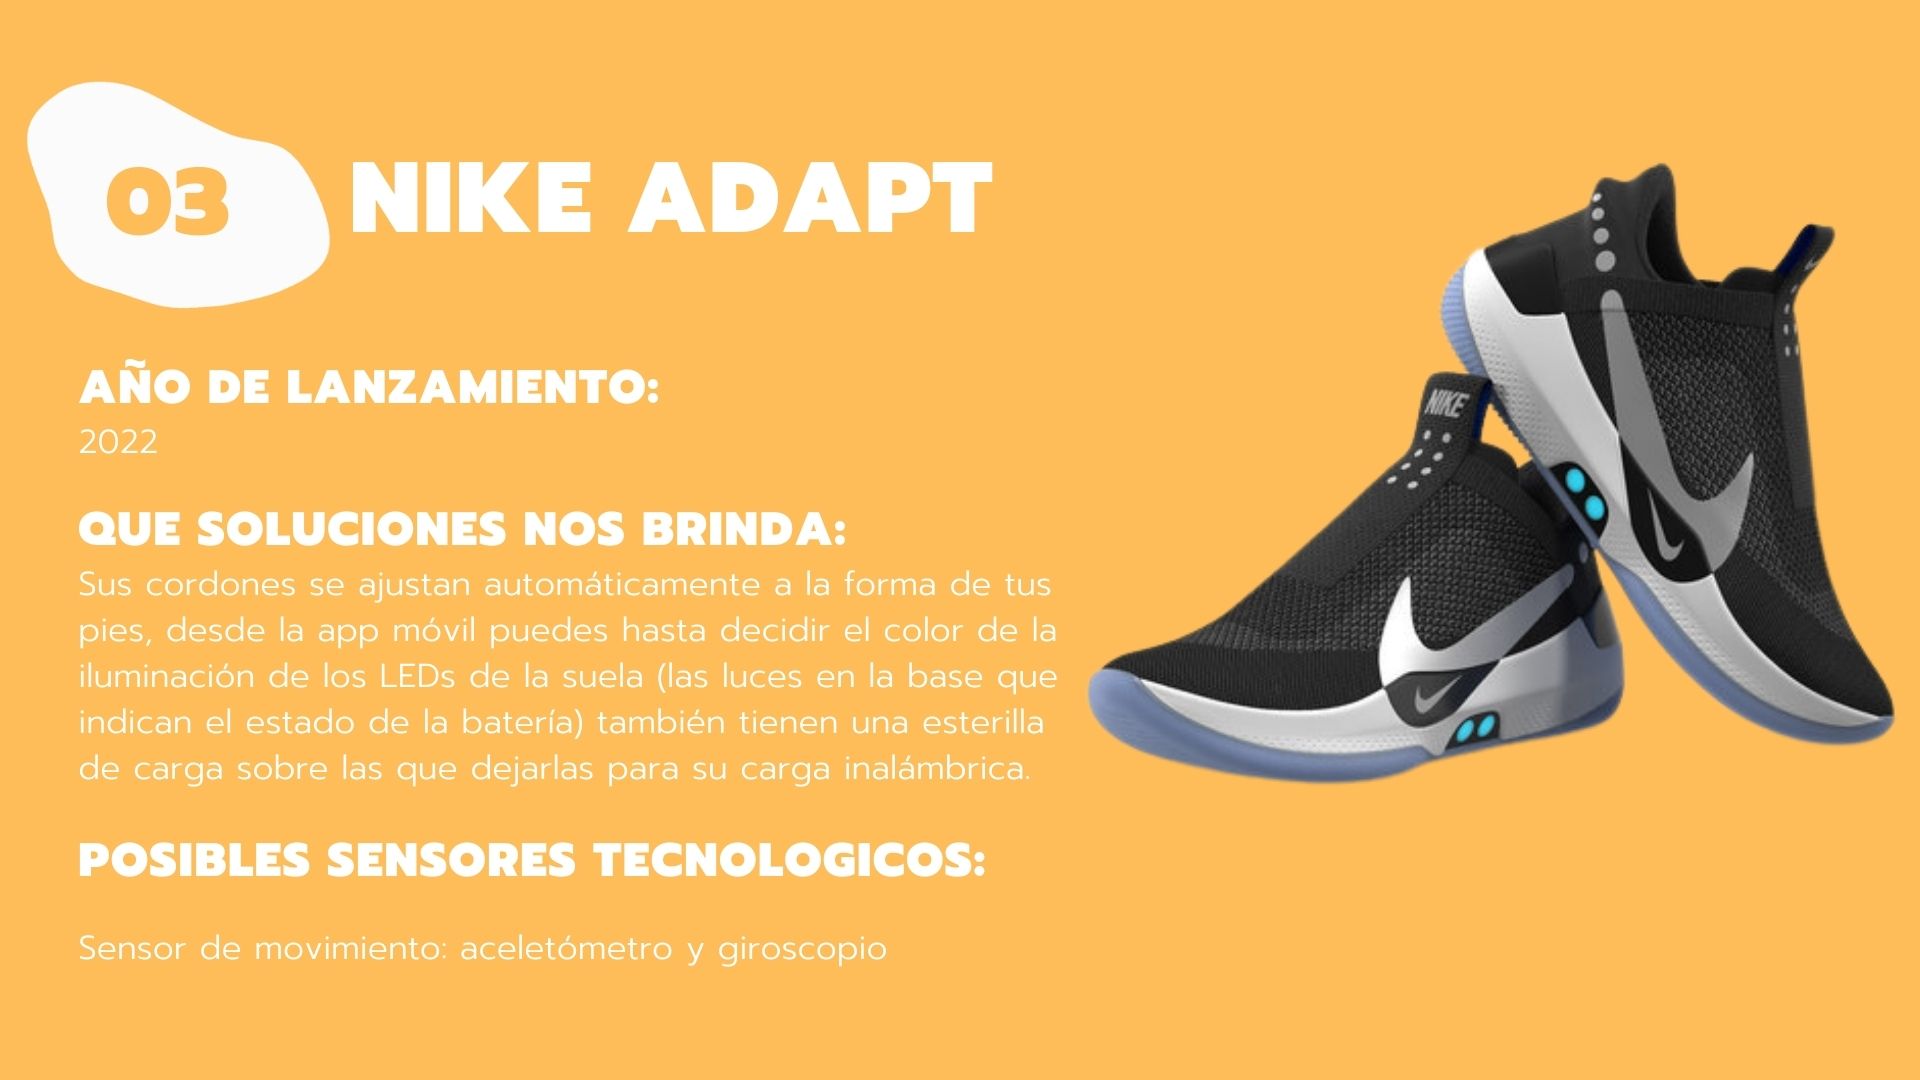 03
NIKE ADAPT
AÑO DE LANZAMIENTO:
2022
QUE SOLUCIONES NOS BRINDA:
Sus cordones se ajustan automáticamente a la forma de tus
pies, desde la app móvil puedes hasta decidir el color de la
iluminación de los LEDs de la suela (las luces en la base que
indican el estado de la batería) también tienen una esterilla
de carga sobre las que dejarlas para su carga inalámbrica.
POSIBLES SENSORES TECNOLOGICOS:
Sensor de movimiento: aceletómetro y giroscopio
NIKE